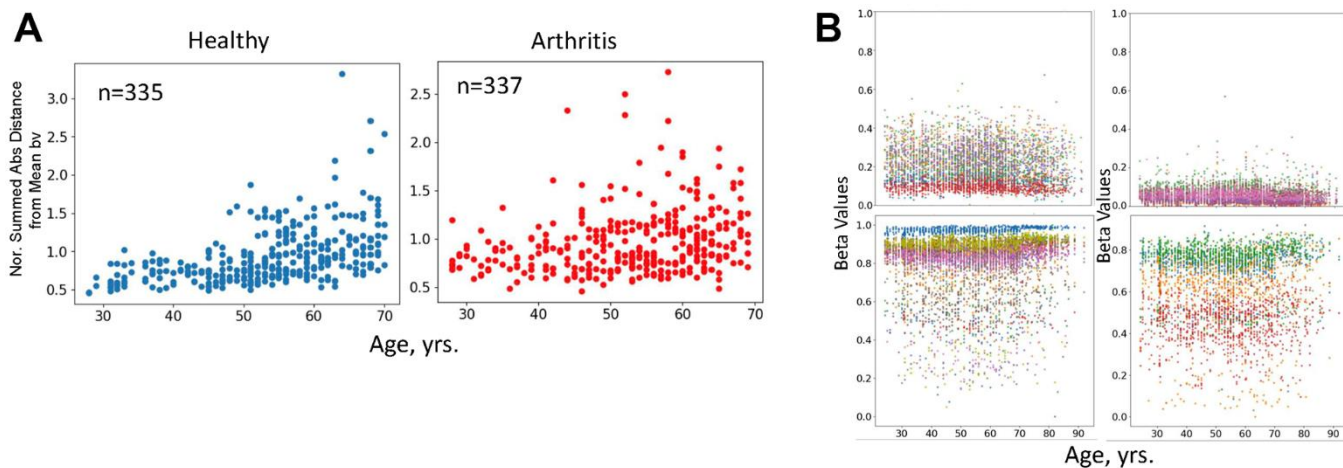 A
Healthy
Arthritis
n=335
n=337
Nor. Summed Abs Distance
from Mean bv
3.0
2.5
2.0
1.5
1.0
0.5
2.5
2.0
1.5
1.0
0.5
30 40 50 60 70
30 40 50 60 70
Age, yrs.
B
Beta Values
Beta Values
1.0
0.8
0.6
0.4
0.2
0.0
1.0
0.8
0.6
0.4
0.2
0.0
1.0
0.8
0.6
0.4
0.2
0.0
0.8
0.6
0.4
0.2
0.0
30 40 50 60 70 80 90
30 40 50 60 70 80 90
Age, yrs.